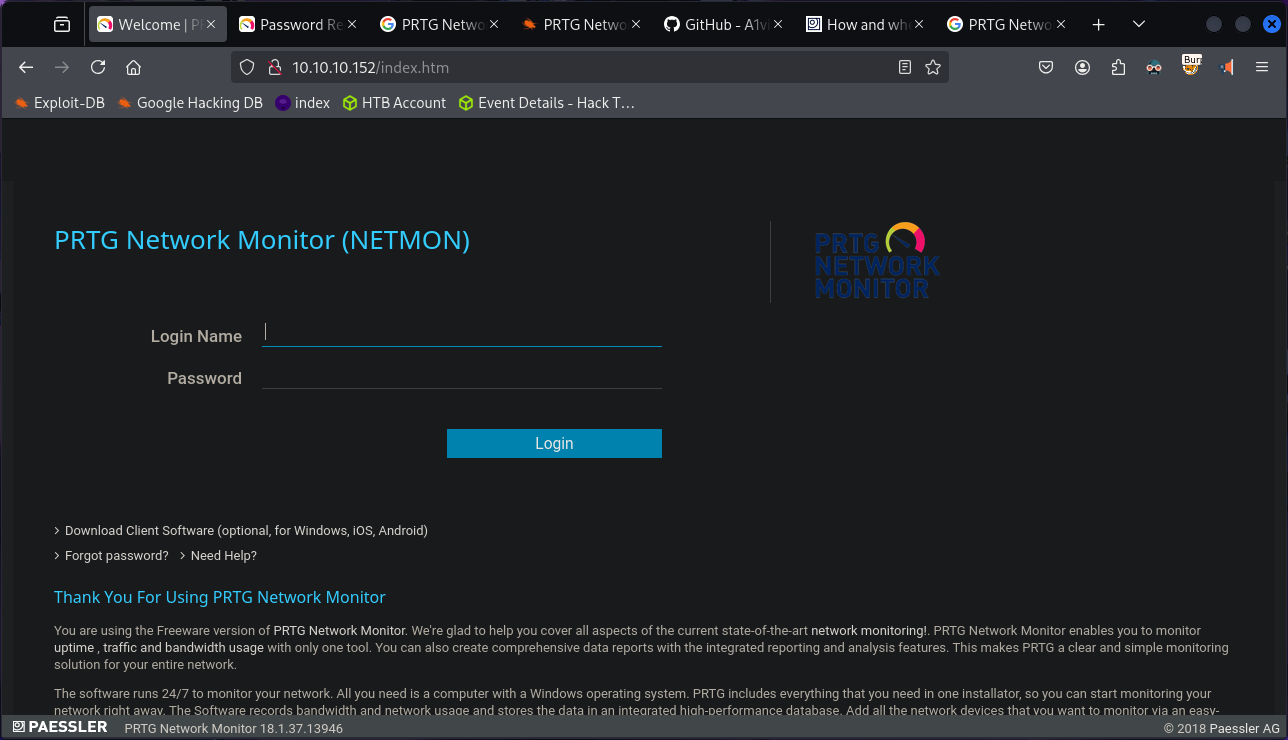 Welcome | P
Password Re
PRTG Netwo
PRTG Netwo
GitHub - A1vi
How and whe
PRTG Netwo
10.10.10.152/index.htm
Exploit-DB
Google Hacking DB
index
HTB Account
Event Details - Hack T…
PRTG Network Monitor (NETMON)
PRTG
NETWORK
MONITOR
Login Name
Password
Login
Download Client Software (optional, for Windows, iOS, Android)
Forgot password? Need Help?
Thank You For Using PRTG Network Monitor
You are using the Freeware version of PRTG Network Monitor. We're glad to help you cover all aspects of the current state-of-the-art network monitoring!. PRTG Network Monitor enables you to monitor
uptime , traffic and bandwidth usage with only one tool. You can also create comprehensive data reports with the integrated reporting and analysis features. This makes PRTG a clear and simple monitoring
solution for your entire network.
The software runs 24/7 to monitor your network. All you need is a computer with a Windows operating system. PRTG includes everything that you need in one installator, so you can start monitoring your
network right away. The Software records bandwidth and network usage and stores the data in an integrated high-performance database. Add all the network devices that you want to monitor via an easy-
PAESSLER PRTG Network Monitor 18.1.37.13946 © 2018 Paessler AG